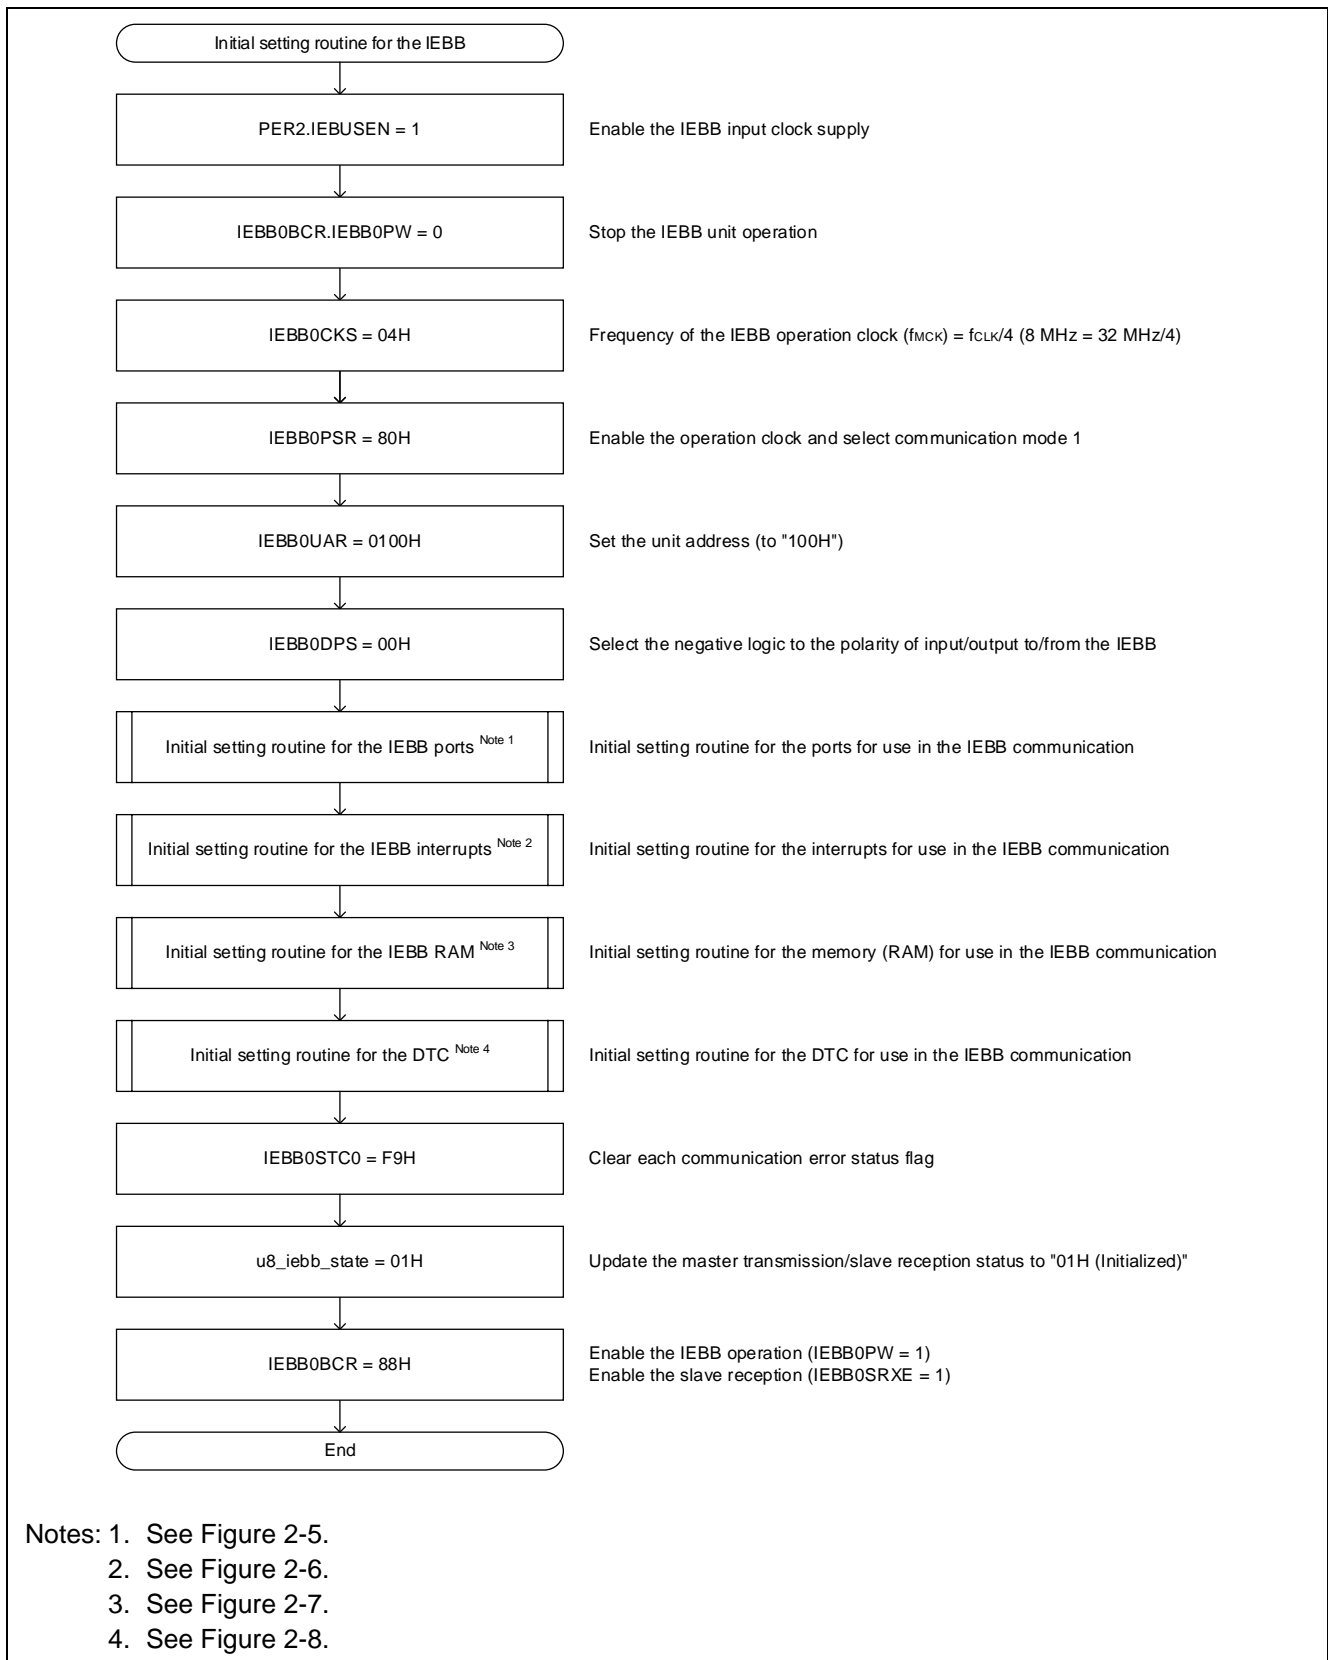 Initial setting routine for the IEBB
PER2.IEBUSEN = 1
Enable the IEBB input clock supply
IEBB0BCR.IEBB0PW = 0
Stop the IEBB unit operation
IEBB0CKS = 04H
Frequency of the IEBB operation clock (fMCK) = fCLK/4 (8 MHz = 32 MHz/4)
IEBB0PSR = 80H
Enable the operation clock and select communication mode 1
IEBB0UAR = 0100H
Set the unit address (to "100H")
IEBB0DPS = 00H
Select the negative logic to the polarity of input/output to/from the IEBB
Initial setting routine for the IEBB ports Note 1
Initial setting routine for the ports for use in the IEBB communication
Initial setting routine for the IEBB interrupts Note 2
Initial setting routine for the interrupts for use in the IEBB communication
Initial setting routine for the IEBB RAM Note 3
Initial setting routine for the memory (RAM) for use in the IEBB communication
Initial setting routine for the DTC Note 4
Initial setting routine for the DTC for use in the IEBB communication
IEBB0STC0 = F9H
Clear each communication error status flag
u8_iebb_state = 01H
Update the master transmission/slave reception status to "01H (Initialized)"
IEBB0BCR = 88H
Enable the IEBB operation (IEBB0PW = 1)
Enable the slave reception (IEBB0SRXE = 1)
End
Notes: 1. See Figure 2-5.
2. See Figure 2-6.
3. See Figure 2-7.
4. See Figure 2-8.